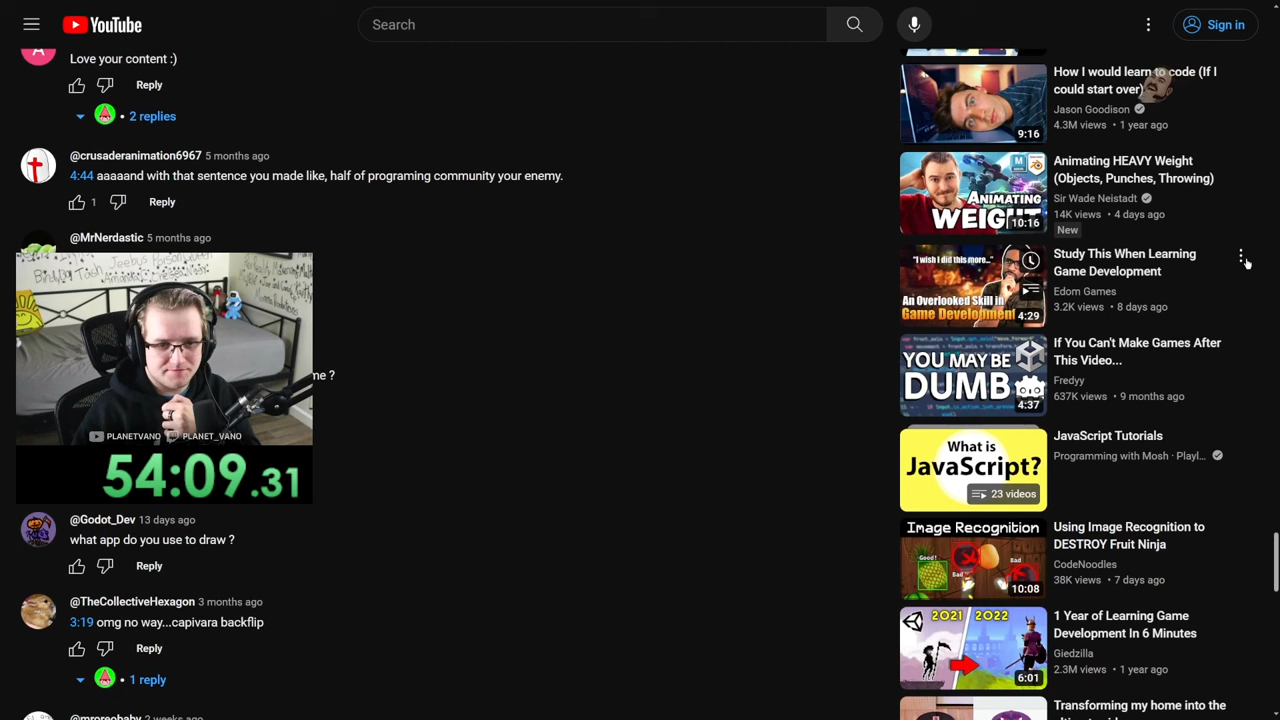 YouTube
Search
Sign in
Love your content :)
Reply
2 replies
@crusaderanimation6967 5 months ago
4:44 aaaaand with that sentence you made like, half of programing community your enemy.
1
Reply
@MrNerdastic 5 months ago
me ?
PLANETVANO
PLANET_VANO
54:09.31
@Godot_Dev 13 days ago
what app do you use to draw ?
Reply
@TheCollectiveHexagon 3 months ago
3:19 omg no way...capivara backflip
Reply
1 reply
@mroreobaby 2 weeks ago
9:16
How I would learn to code (If I
could start over)
Jason Goodison
4.3M views • 1 year ago
ANIMATING
WEIGHT
10:16
Animating HEAVY Weight
(Objects, Punches, Throwing)
Sir Wade Neistadt
14K views • 4 days ago
New
"I wish I did this more..."
An Overlooked Skill in
Game Development
4:29
Study This When Learning
Game Development
Edom Games
3.2K views • 8 days ago
YOU MAY BE
DUMB
4:37
If You Can't Make Games After
This Video...
Fredyy
637K views • 9 months ago
What is
JavaScript?
23 videos
JavaScript Tutorials
Programming with Mosh · Playl...
Image Recognition
Good!
Bad
Bad
10:08
Using Image Recognition to
DESTROY Fruit Ninja
CodeNoodles
38K views • 7 days ago
2021
2022
6:01
1 Year of Learning Game
Development In 6 Minutes
Giedzilla
2.3M views • 1 year ago
Transforming my home into the